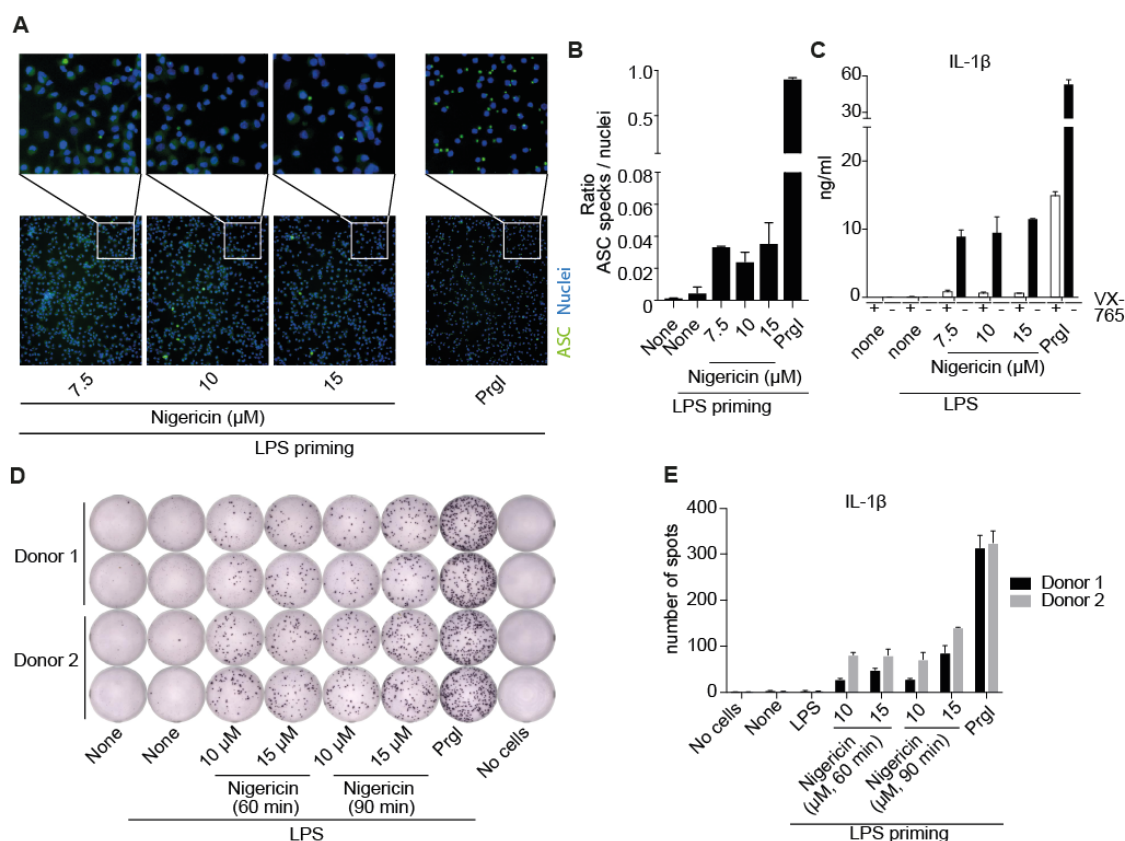 A
7.5
10
15
PrgI
Nigericin (µM)
LPS priming
ASC Nuclei
B
Ratio
ASC specks / nuclei
1.0
0.9
0.08
0.06
0.04
0.02
0
None
None
7.5
10
15
PrgI
Nigericin (µM)
LPS priming
C
IL-1β
ng/ml
60
30
20
10
0
+ - + - + - + - + - + -
VX-
765
none
none
7.5
10
15
PrgI
Nigericin (µM)
LPS
D
Donor 1
Donor 2
None
None
10 µM
15 µM
10 µM
15 µM
PrgI
No cells
Nigericin
(60 min)
Nigericin
(90 min)
LPS
E
IL-1β
number of spots
400
300
200
100
0
Donor 1
Donor 2
No cells
None
LPS
10
15
10
15
PrgI
Nigericin
(µM, 60 min)
Nigericin
(µM, 90 min)
LPS priming